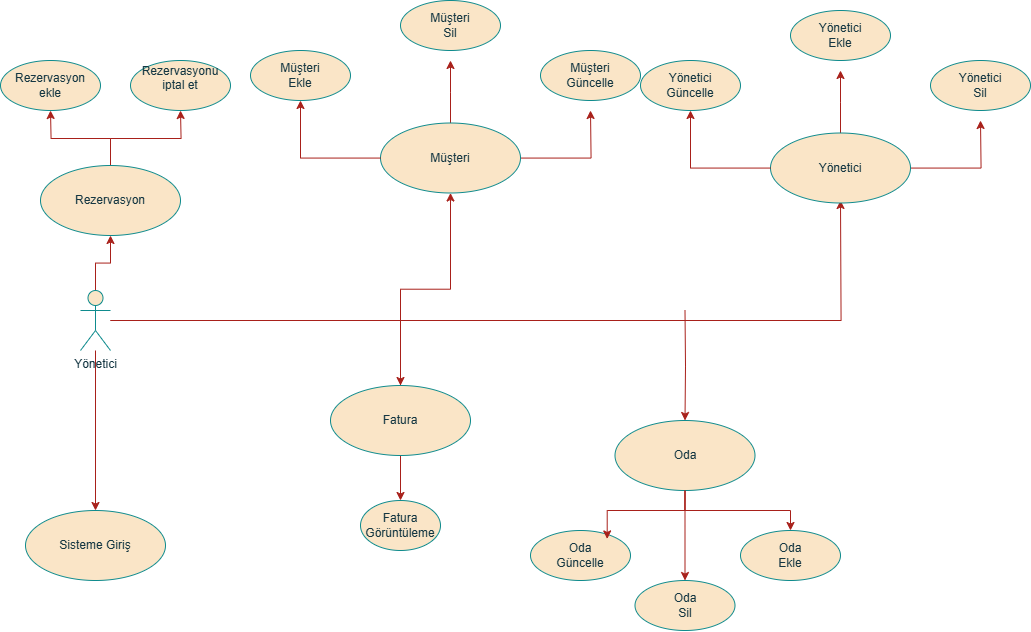 Müşteri
Sil
Yönetici
Ekle
Rezervasyon
ekle
Rezervasyonu
iptal et
Müşteri
Ekle
Müşteri
Güncelle
Yönetici
Güncelle
Yönetici
Sil
Müşteri
Yönetici
Rezervasyon
Yönetici
Fatura
Oda
Fatura
Görüntüleme
Sisteme Giriş
Oda
Güncelle
Oda
Ekle
Oda
Sil